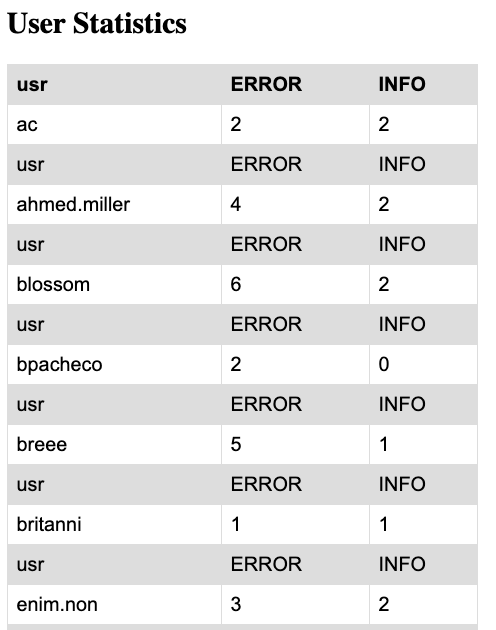 User Statistics
usr ERROR INFO
ac 2 2
usr ERROR INFO
ahmed.miller 4 2
usr ERROR INFO
blossom 6 2
usr ERROR INFO
bpacheco 2 0
usr ERROR INFO
breee 5 1
usr ERROR INFO
britanni 1 1
usr ERROR INFO
enim.non 3 2